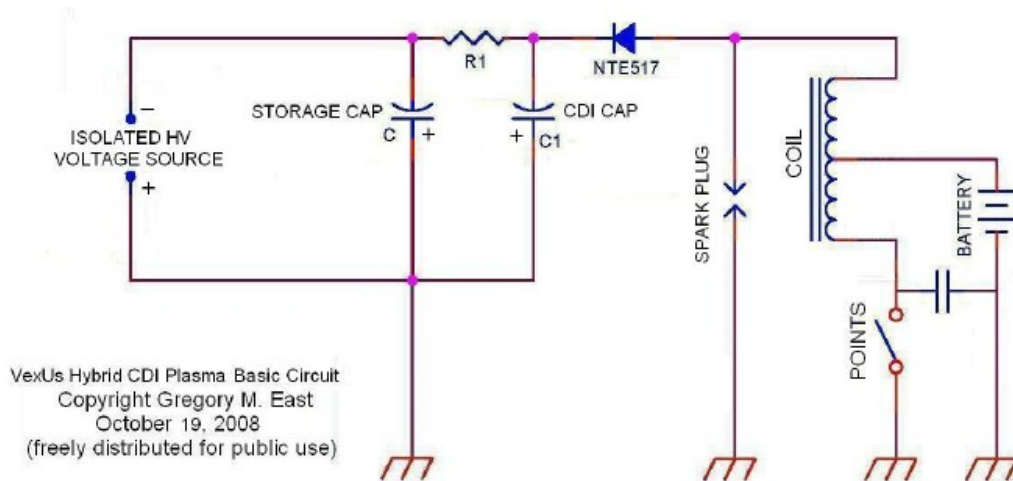 R1
NTE517
STORAGE CAP
C +
+ C1
CDI CAP
−
ISOLATED HV
VOLTAGE SOURCE
+
SPARK PLUG
COIL
BATTERY
POINTS
VexUs Hybrid CDI Plasma Basic Circuit
Copyright Gregory M. East
October 19, 2008
(freely distributed for public use)